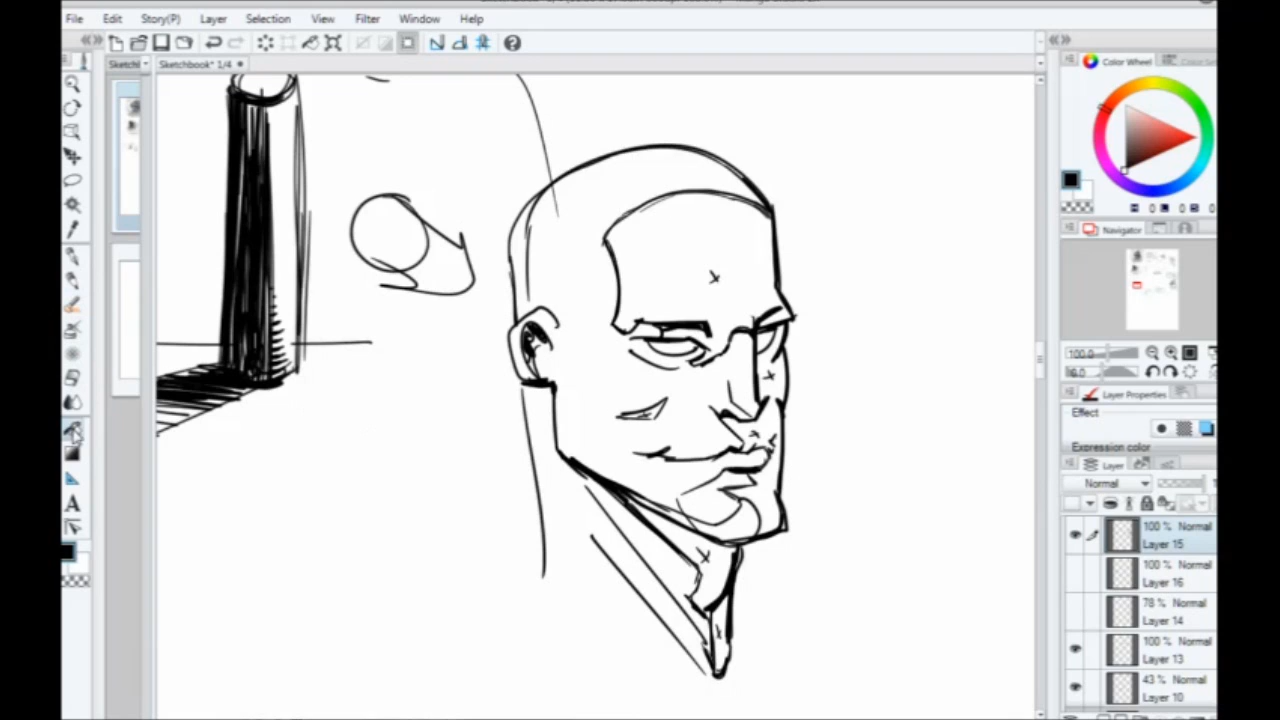 File Edit Story(P) Layer Selection View Filter Window Help
Sketchbook* 1/4
Color Wheel
Navigator
100.0
Layer Properties
Effect
Expression color
Layer
Normal
100 % Normal
Layer 15
100 % Normal
Layer 16
78 % Normal
Layer 14
100 % Normal
Layer 13
43 % Normal
Layer 10